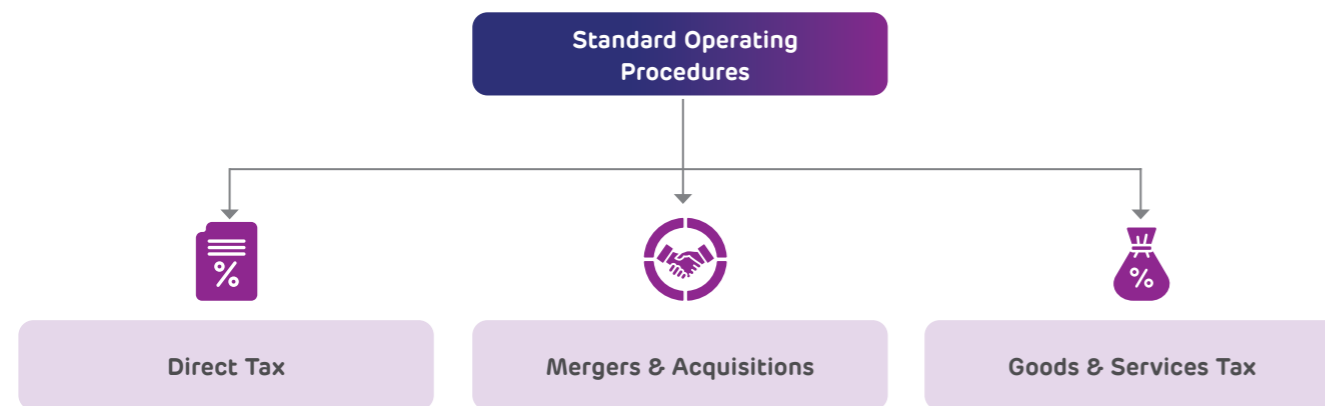 Standard Operating
Procedures
%
%
Direct Tax
Mergers & Acquisitions
Goods & Services Tax